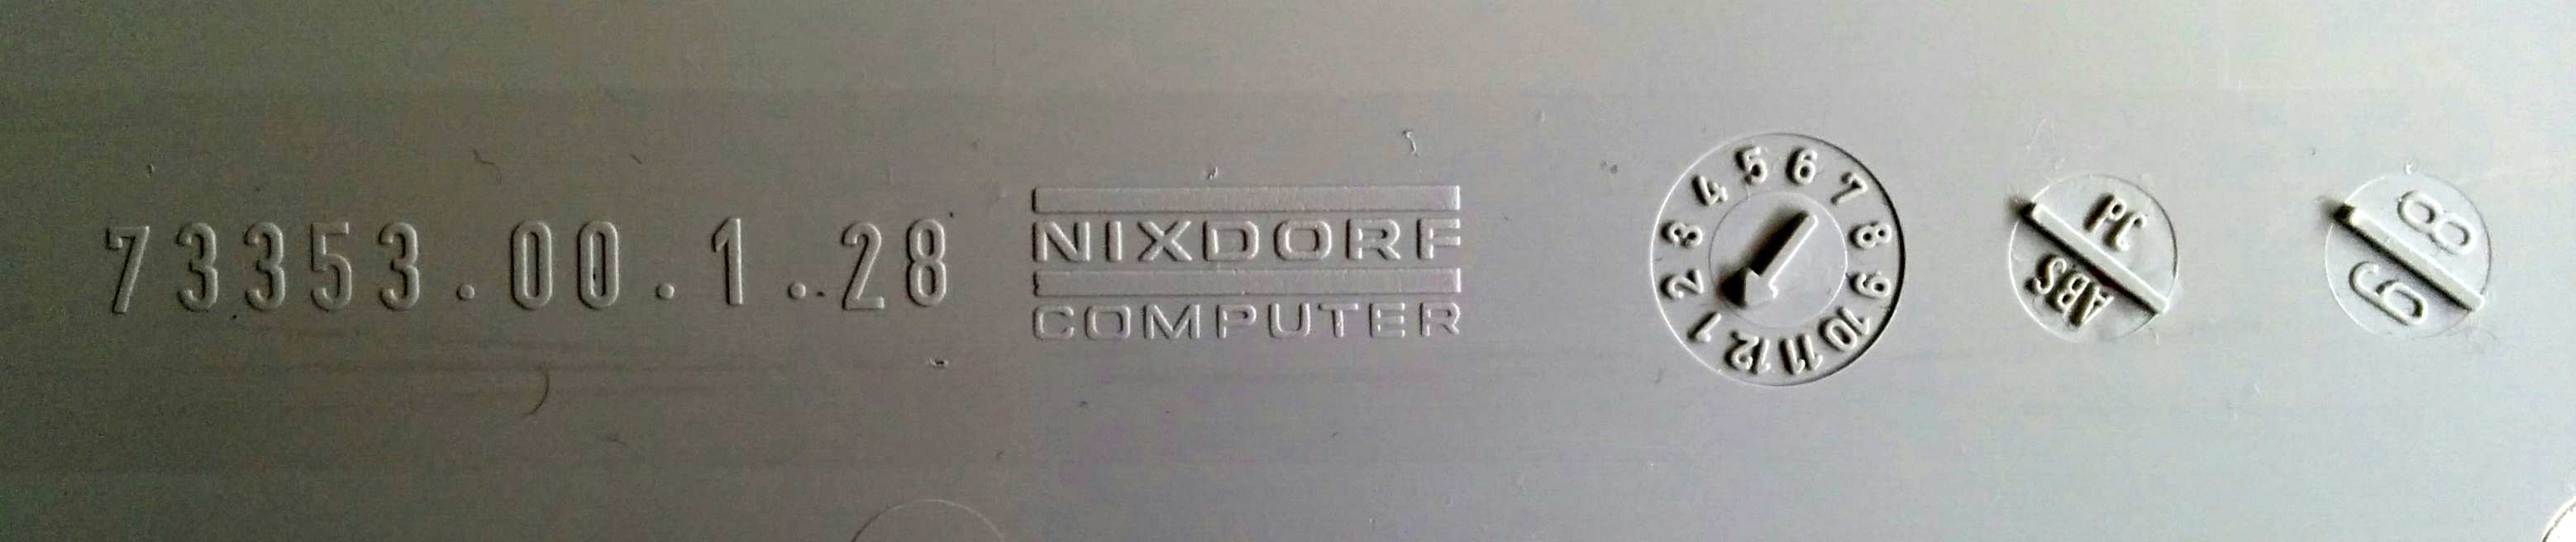 73353.00.1.28
NIXDORF
COMPUTER
1 2 3 4 5 6 7 8 9 10 11 12
PC
ABS
8
6